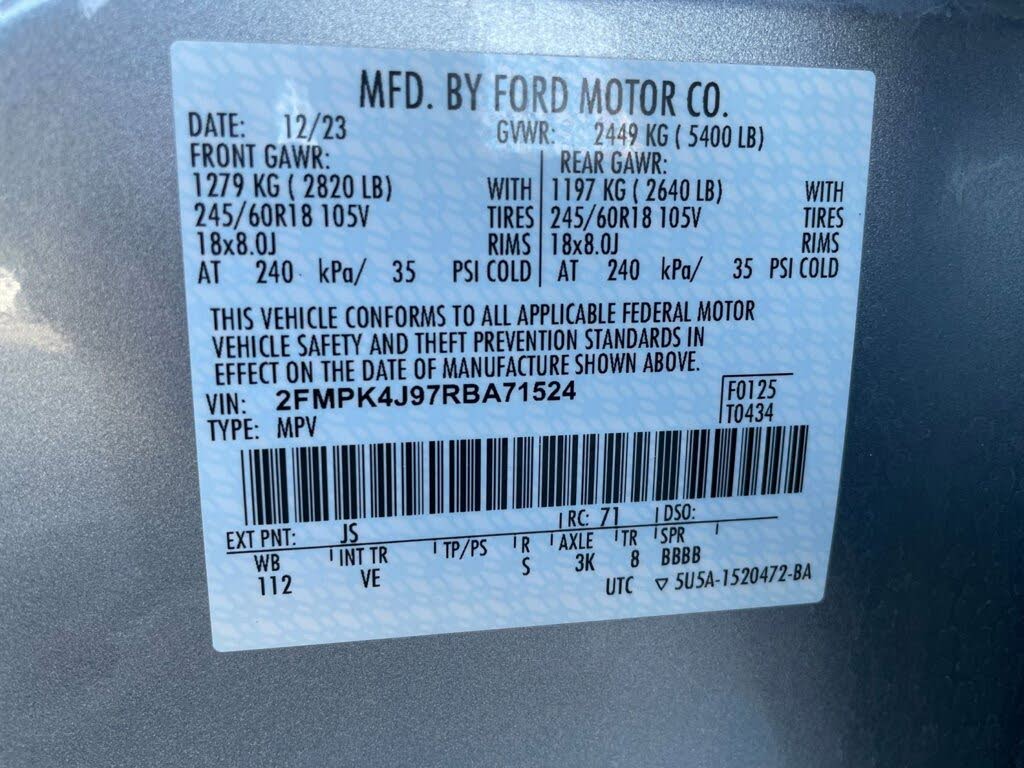 MFD. BY FORD MOTOR CO.
DATE: 12/23 GVWR: 2449 KG ( 5400 LB)
FRONT GAWR: REAR GAWR:
1279 KG ( 2820 LB) WITH 1197 KG ( 2640 LB) WITH
245/60R18 105V TIRES 245/60R18 105V TIRES
18x8.0J RIMS 18x8.0J RIMS
AT 240 kPa/ 35 PSI COLD AT 240 kPa/ 35 PSI COLD
THIS VEHICLE CONFORMS TO ALL APPLICABLE FEDERAL MOTOR
VEHICLE SAFETY AND THEFT PREVENTION STANDARDS IN
EFFECT ON THE DATE OF MANUFACTURE SHOWN ABOVE.
VIN: 2FMPK4J97RBA71524 F0125
TYPE: MPV T0434
EXT PNT: JS RC: 71 DSO:
WB INT TR TP/PS R AXLE TR SPR
112 VE S 3K 8 BBBB
UTC ▽ 5U5A-1520472-BA